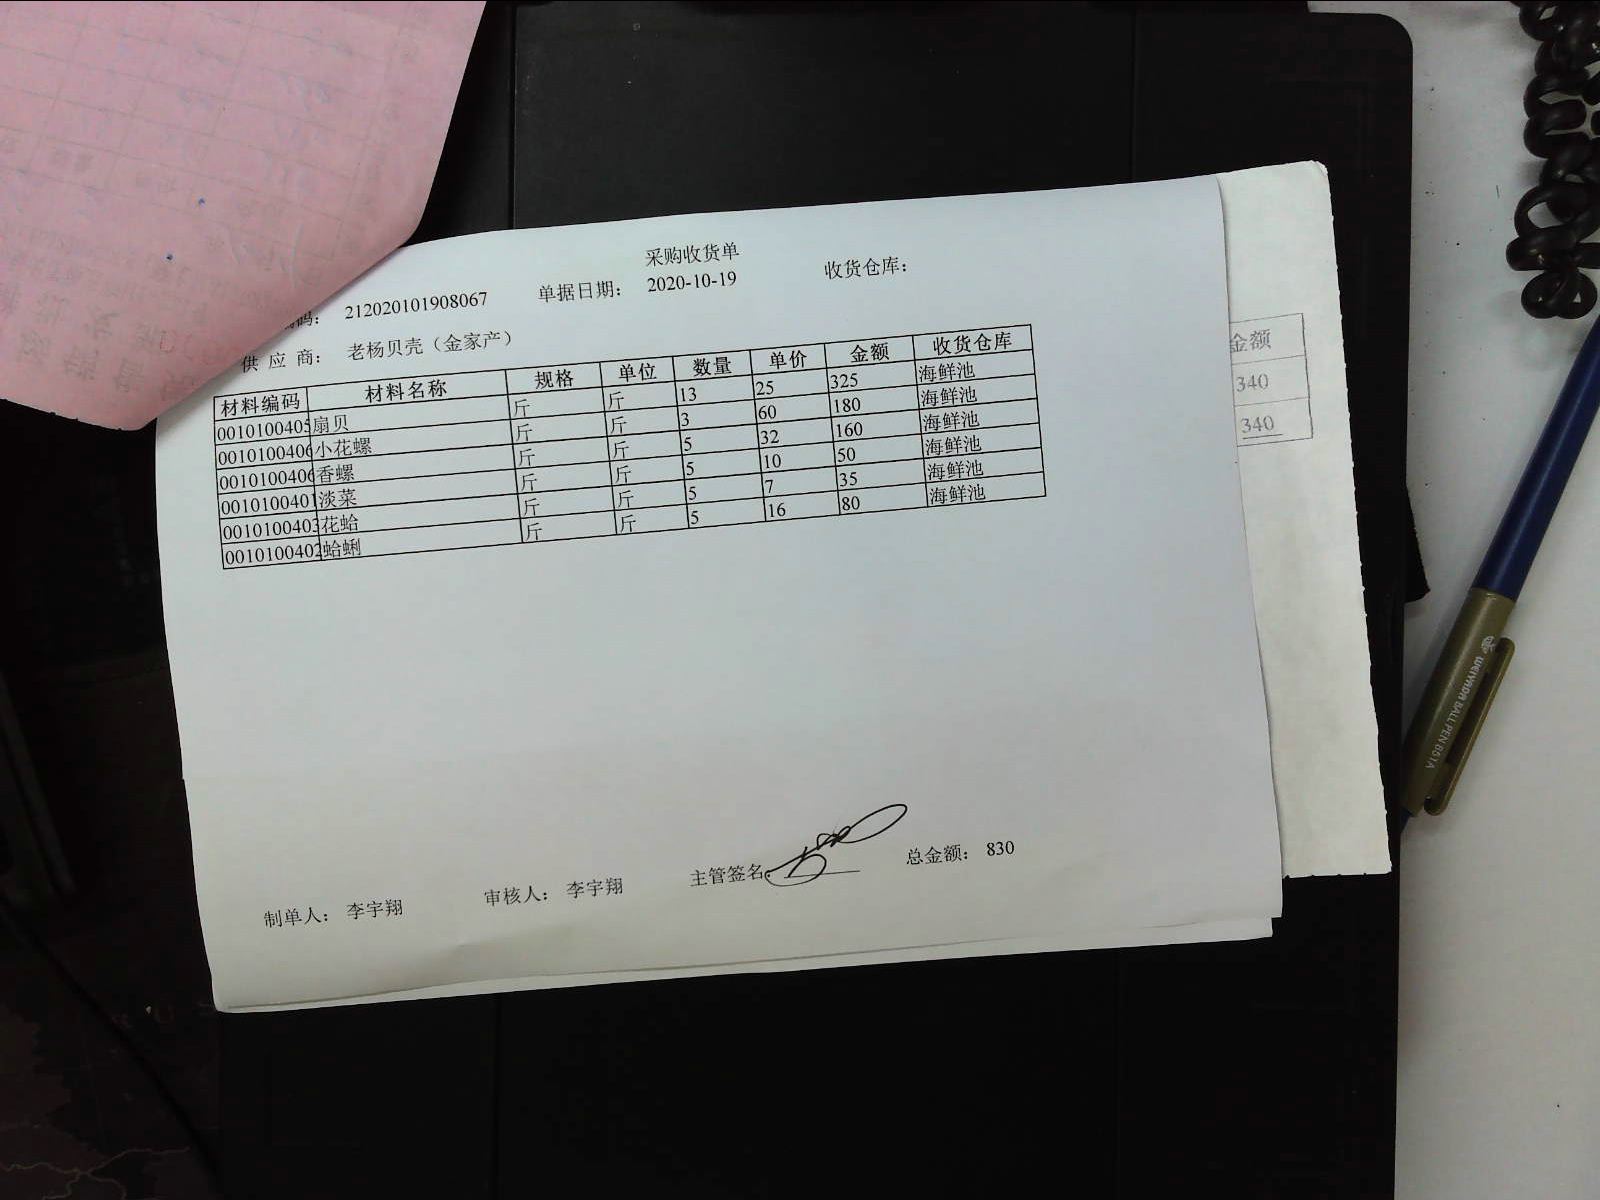 采购收货单
码： 212020101908067 单据日期： 2020-10-19 收货仓库：
供 应 商： 老杨贝壳（金家产）
材料编码 材料名称 规格 单位 数量 单价 金额 收货仓库
0010100405 扇贝 斤 斤 13 25 325 海鲜池
0010100406 小花螺 斤 斤 3 60 180 海鲜池
0010100406 香螺 斤 斤 5 32 160 海鲜池
0010100401 淡菜 斤 斤 5 10 50 海鲜池
0010100403 花蛤 斤 斤 5 7 35 海鲜池
0010100402 蛤蜊 斤 斤 5 16 80 海鲜池
制单人： 李宇翔 审核人： 李宇翔 主管签名： 总金额： 830
金额
340
340
WEIYADA BALL PEN 851A